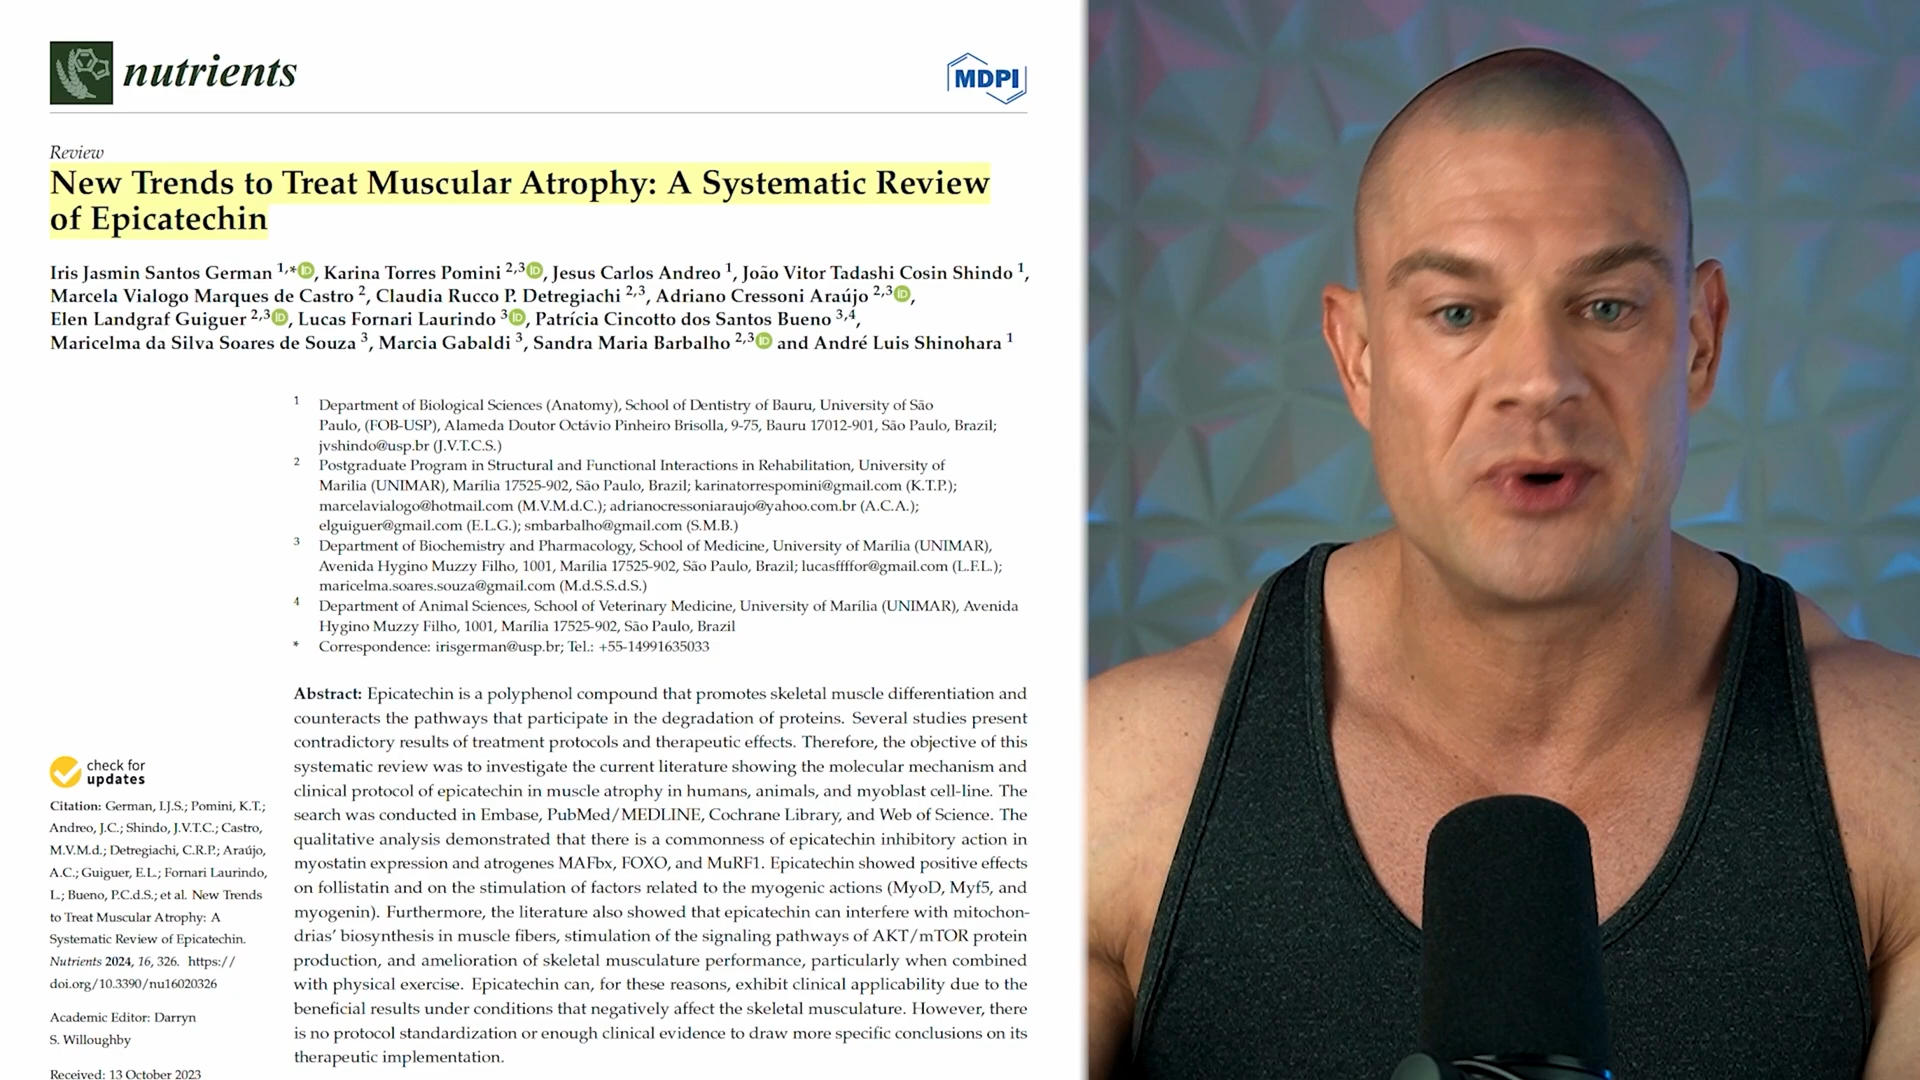 nutrients
MDPI
Review
New Trends to Treat Muscular Atrophy: A Systematic Review
of Epicatechin
Iris Jasmin Santos German 1,*iD, Karina Torres Pomini 2,3iD, Jesus Carlos Andreo 1, João Vitor Tadashi Cosin Shindo 1,
Marcela Vialogo Marques de Castro 2, Claudia Rucco P. Detregiachi 2,3, Adriano Cressoni Araújo 2,3iD,
Elen Landgraf Guiguer 2,3iD, Lucas Fornari Laurindo 3iD, Patrícia Cincotto dos Santos Bueno 3,4,
Maricelma da Silva Soares de Souza 3, Marcia Gabaldi 3, Sandra Maria Barbalho 2,3iD and André Luis Shinohara 1
1 Department of Biological Sciences (Anatomy), School of Dentistry of Bauru, University of São
Paulo, (FOB-USP), Alameda Doutor Octávio Pinheiro Brisolla, 9-75, Bauru 17012-901, São Paulo, Brazil;
jvshindo@usp.br (J.V.T.C.S.)
2 Postgraduate Program in Structural and Functional Interactions in Rehabilitation, University of
Marilia (UNIMAR), Marília 17525-902, São Paulo, Brazil; karinatorrespomini@gmail.com (K.T.P.);
marcelavialogo@hotmail.com (M.V.M.d.C.); adrianocressoniaraujo@yahoo.com.br (A.C.A.);
elguiguer@gmail.com (E.L.G.); smbarbalho@gmail.com (S.M.B.)
3 Department of Biochemistry and Pharmacology, School of Medicine, University of Marília (UNIMAR),
Avenida Hygino Muzzy Filho, 1001, Marília 17525-902, São Paulo, Brazil; lucasffffor@gmail.com (L.F.L.);
maricelma.soares.souza@gmail.com (M.d.S.S.d.S.)
4 Department of Animal Sciences, School of Veterinary Medicine, University of Marília (UNIMAR), Avenida
Hygino Muzzy Filho, 1001, Marília 17525-902, São Paulo, Brazil
* Correspondence: irisgerman@usp.br; Tel.: +55-14991635033
Abstract: Epicatechin is a polyphenol compound that promotes skeletal muscle differentiation and
counteracts the pathways that participate in the degradation of proteins. Several studies present
contradictory results of treatment protocols and therapeutic effects. Therefore, the objective of this
systematic review was to investigate the current literature showing the molecular mechanism and
clinical protocol of epicatechin in muscle atrophy in humans, animals, and myoblast cell-line. The
search was conducted in Embase, PubMed/MEDLINE, Cochrane Library, and Web of Science. The
qualitative analysis demonstrated that there is a commonness of epicatechin inhibitory action in
myostatin expression and atrogenes MAFbx, FOXO, and MuRF1. Epicatechin showed positive effects
on follistatin and on the stimulation of factors related to the myogenic actions (MyoD, Myf5, and
myogenin). Furthermore, the literature also showed that epicatechin can interfere with mitochon-
drias' biosynthesis in muscle fibers, stimulation of the signaling pathways of AKT/mTOR protein
production, and amelioration of skeletal musculature performance, particularly when combined
with physical exercise. Epicatechin can, for these reasons, exhibit clinical applicability due to the
beneficial results under conditions that negatively affect the skeletal musculature. However, there
is no protocol standardization or enough clinical evidence to draw more specific conclusions on its
therapeutic implementation.
check for
updates
Citation: German, I.J.S.; Pomini, K.T.;
Andreo, J.C.; Shindo, J.V.T.C.; Castro,
M.V.M.d.; Detregiachi, C.R.P.; Araújo,
A.C.; Guiguer, E.L.; Fornari Laurindo,
L.; Bueno, P.C.d.S.; et al. New Trends
to Treat Muscular Atrophy: A
Systematic Review of Epicatechin.
Nutrients 2024, 16, 326. https://
doi.org/10.3390/nu16020326
Academic Editor: Darryn
S. Willoughby
Received: 13 October 2023